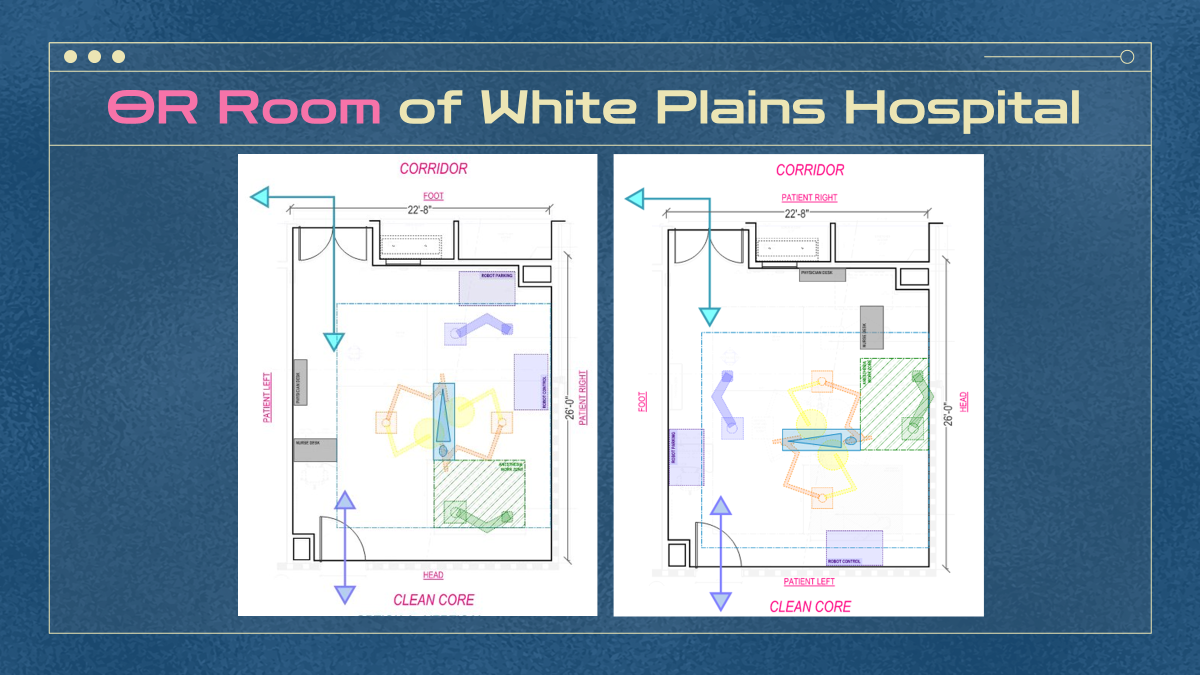 OR Room of White Plains Hospital
CORRIDOR
FOOT
22'-8"
ROBOT PARKING
PHYSICIAN DESK
ROBOT CONTROL
PATIENT LEFT
PATIENT RIGHT
26'-0"
NURSE DESK
ANESTHESIA
WORK ZONE
HEAD
CLEAN CORE
CORRIDOR
PATIENT RIGHT
22'-8"
PHYSICIAN DESK
NURSE DESK
ANESTHESIA
WORK ZONE
FOOT
HEAD
26'-0"
ROBOT PARKING
ROBOT CONTROL
PATIENT LEFT
CLEAN CORE